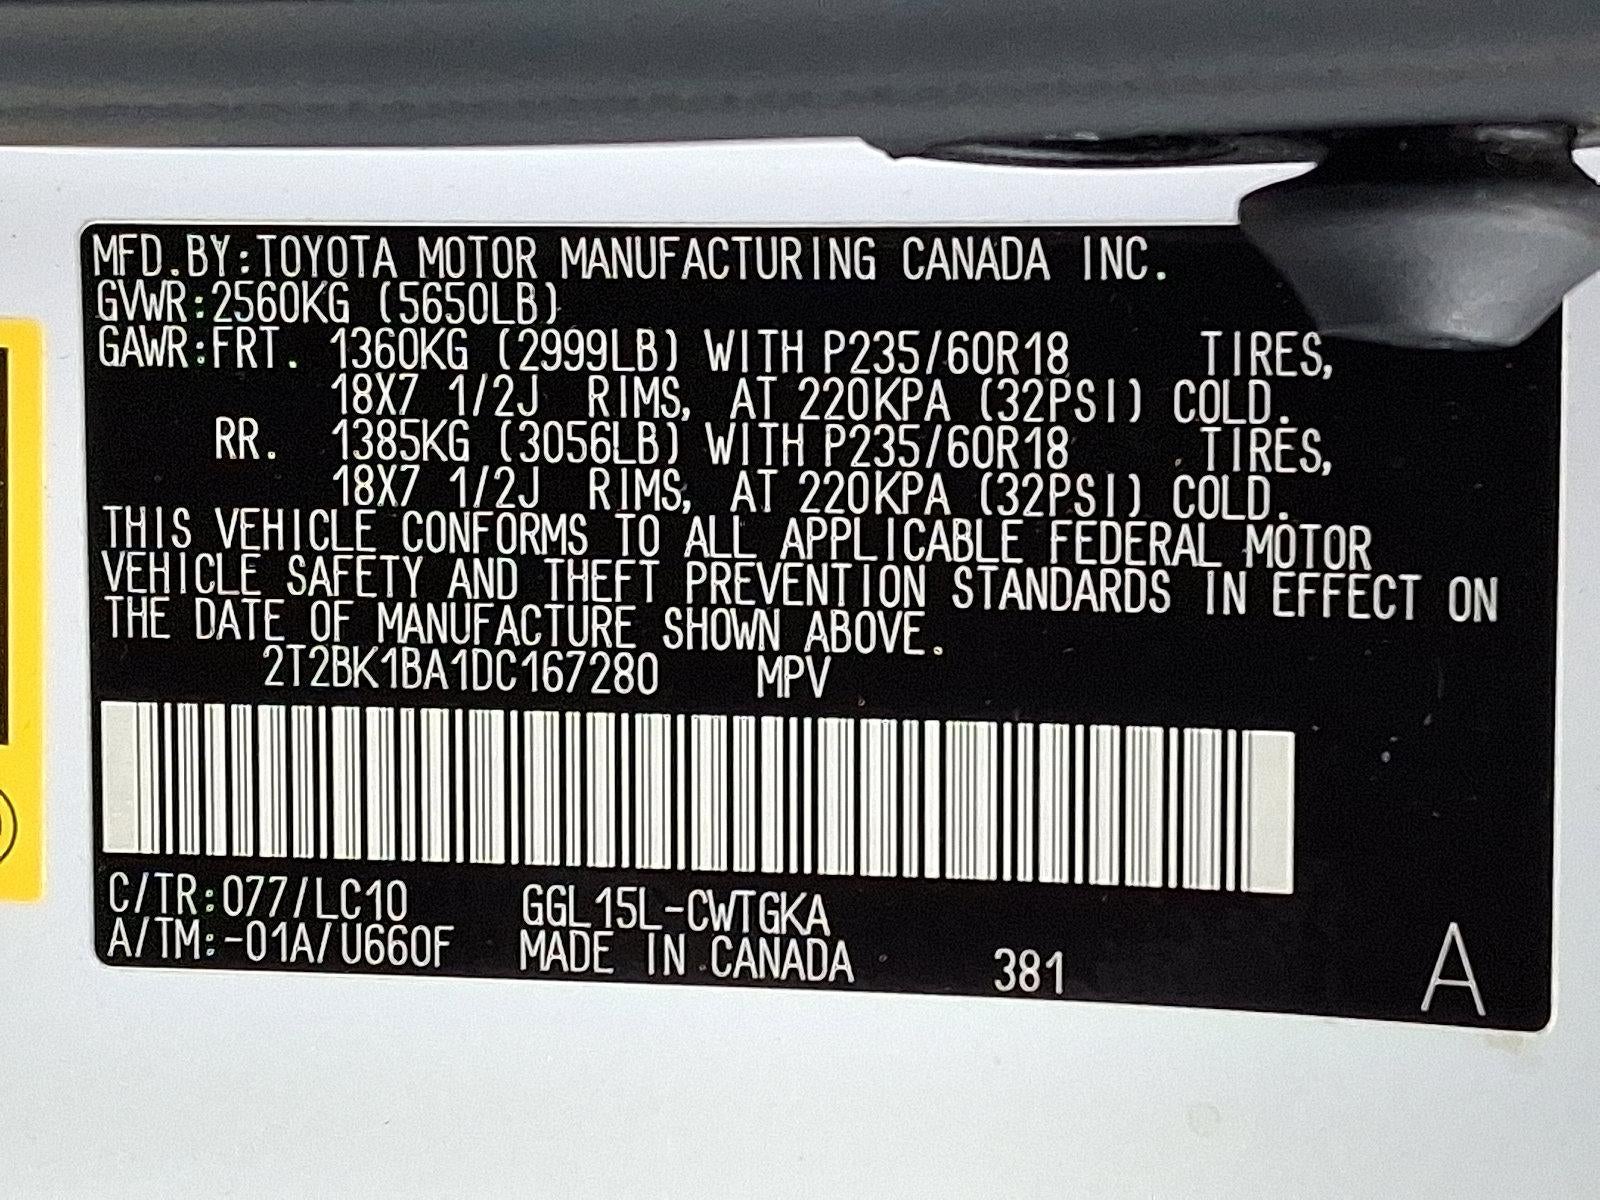 MFD.BY:TOYOTA MOTOR MANUFACTURING CANADA INC.
GVWR:2560KG (5650LB)
GAWR:FRT. 1360KG (2999LB) WITH P235/60R18 TIRES,
18X7 1/2J RIMS, AT 220KPA (32PSI) COLD.
RR. 1385KG (3056LB) WITH P235/60R18 TIRES,
18X7 1/2J RIMS, AT 220KPA (32PSI) COLD.
THIS VEHICLE CONFORMS TO ALL APPLICABLE FEDERAL MOTOR
VEHICLE SAFETY AND THEFT PREVENTION STANDARDS IN EFFECT ON
THE DATE OF MANUFACTURE SHOWN ABOVE.
2T2BK1BA1DC167280 MPV
C/TR:077/LC10 GGL15L-CWTGKA
A/TM:-01A/U660F MADE IN CANADA 381 A